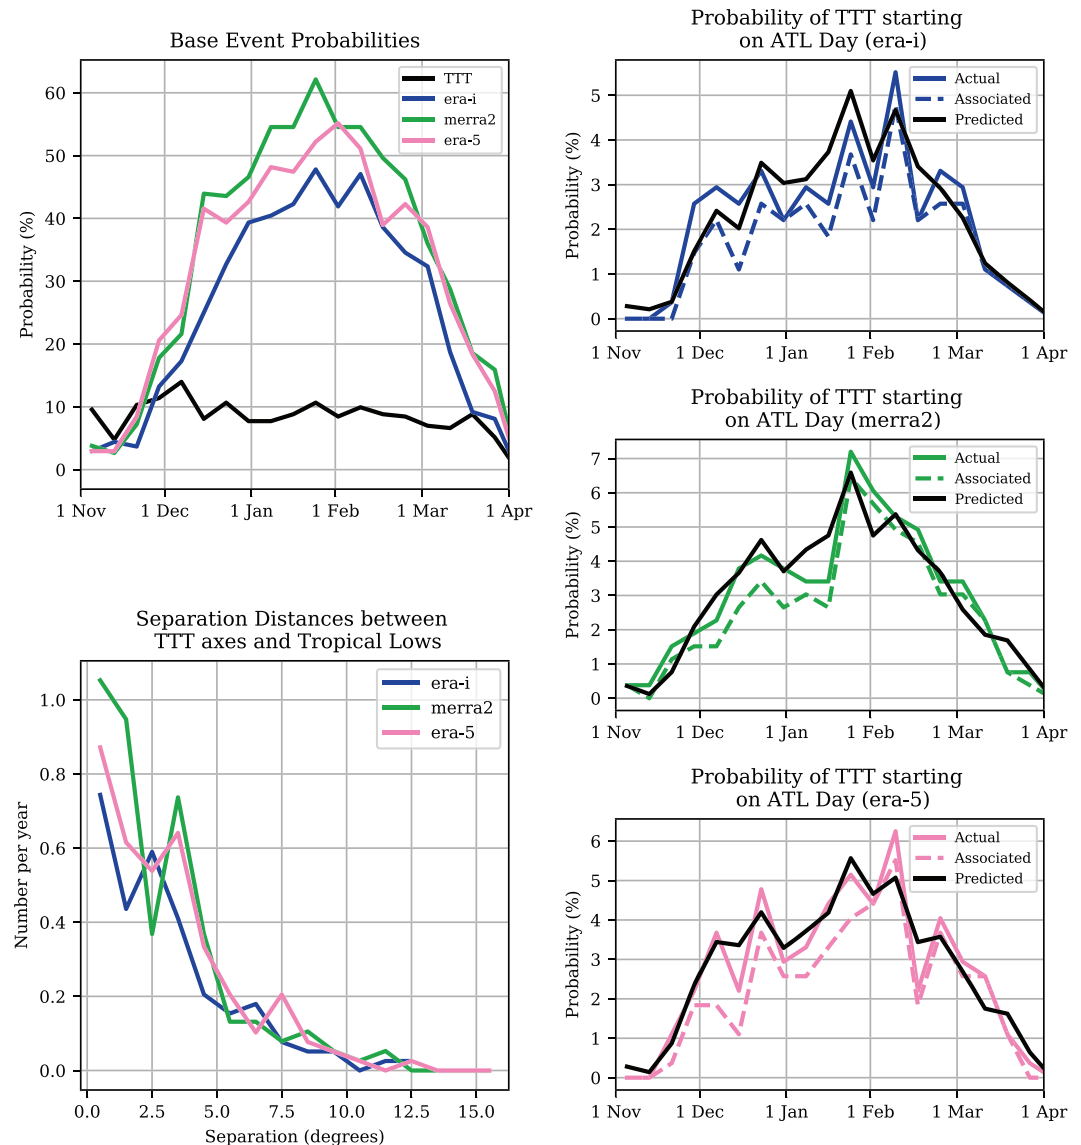 Base Event Probabilities
Probability (%)
60
50
40
30
20
10
0
TTT
era-i
merra2
era-5
1 Nov 1 Dec 1 Jan 1 Feb 1 Mar 1 Apr
Separation Distances between
TTT axes and Tropical Lows
Number per year
1.0
0.8
0.6
0.4
0.2
0.0
era-i
merra2
era-5
0.0 2.5 5.0 7.5 10.0 12.5 15.0
Separation (degrees)
Probability of TTT starting
on ATL Day (era-i)
Probability (%)
5
4
3
2
1
0
Actual
Associated
Predicted
1 Nov 1 Dec 1 Jan 1 Feb 1 Mar 1 Apr
Probability of TTT starting
on ATL Day (merra2)
Probability (%)
7
6
5
4
3
2
1
0
Actual
Associated
Predicted
1 Nov 1 Dec 1 Jan 1 Feb 1 Mar 1 Apr
Probability of TTT starting
on ATL Day (era-5)
Probability (%)
6
5
4
3
2
1
0
Actual
Associated
Predicted
1 Nov 1 Dec 1 Jan 1 Feb 1 Mar 1 Apr